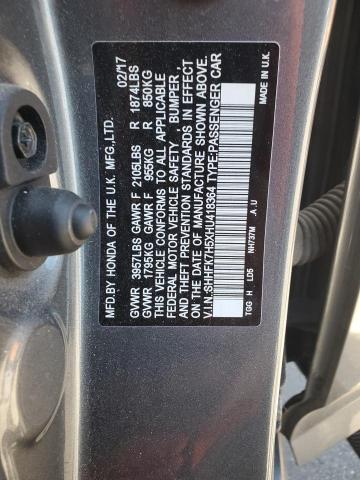 MFD.BY HONDA OF THE U.K. MFG.,LTD. 02/17
GVWR 3957LBS GAWR F 2105LBS R 1874LBS
GVWR 1795KG GAWR F 955KG R 850KG
THIS VEHICLE CONFORMS TO ALL APPLICABLE
FEDERAL MOTOR VEHICLE SAFETY , BUMPER ,
AND THEFT PREVENTION STANDARDS IN EFFECT
ON THE DATE OF MANUFACTURE SHOWN ABOVE.
V.I.N:SHHFK7H5XHU418364 TYPE:PASSENGER CAR
MADE IN U.K.
TGG H LD5 NH737M .A.U